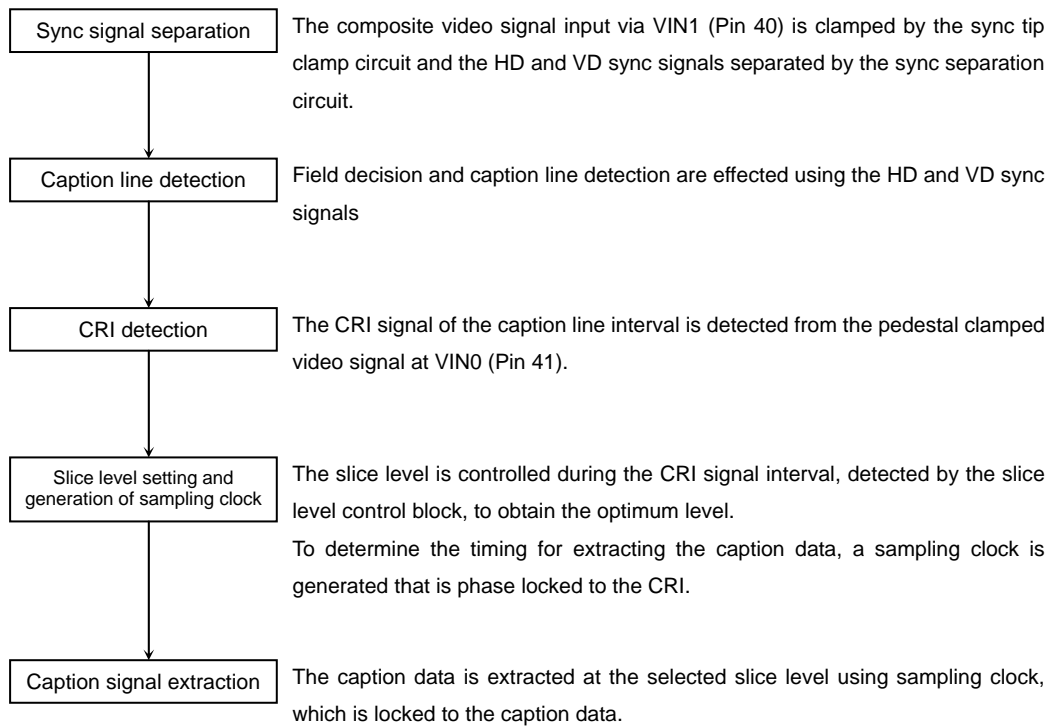 Sync signal separation
The composite video signal input via VIN1 (Pin 40) is clamped by the sync tip
clamp circuit and the HD and VD sync signals separated by the sync separation
circuit.
Caption line detection
Field decision and caption line detection are effected using the HD and VD sync
signals
CRI detection
The CRI signal of the caption line interval is detected from the pedestal clamped
video signal at VIN0 (Pin 41).
Slice level setting and
generation of sampling clock
The slice level is controlled during the CRI signal interval, detected by the slice
level control block, to obtain the optimum level.
To determine the timing for extracting the caption data, a sampling clock is
generated that is phase locked to the CRI.
Caption signal extraction
The caption data is extracted at the selected slice level using sampling clock,
which is locked to the caption data.